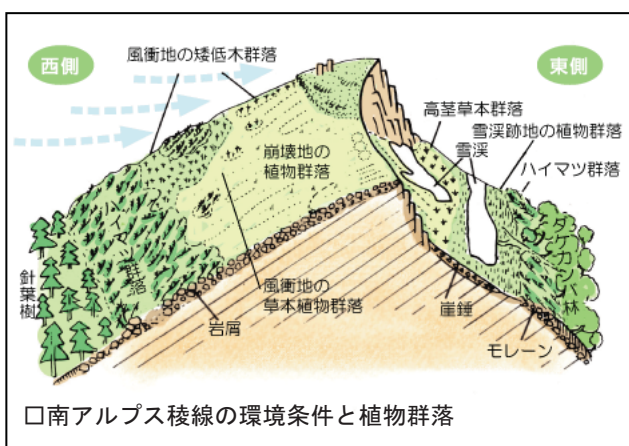 西側
風衝地の矮低木群落
東側
高茎草本群落
雪渓跡地の植物群落
雪渓
ハイマツ群落
崩壊地の
植物群落
ハイマツ群落
針葉樹
風衝地の
草本植物群落
岩屑
崖錐
モレーン
ダケカンバ林
□南アルプス稜線の環境条件と植物群落